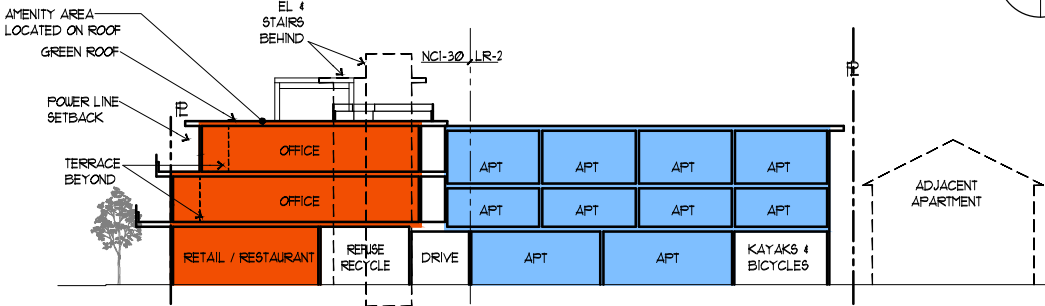 AMENITY AREA
LOCATED ON ROOF
GREEN ROOF
POWER LINE
SETBACK
TERRACE
BEYOND
EL &
STAIRS
BEHIND
NC1-30
LR-2
PL
PL
OFFICE
OFFICE
RETAIL / RESTAURANT
REFUSE
RECYCLE
DRIVE
APT
APT
APT
APT
APT
APT
APT
APT
APT
APT
KAYAKS &
BICYCLES
ADJACENT
APARTMENT